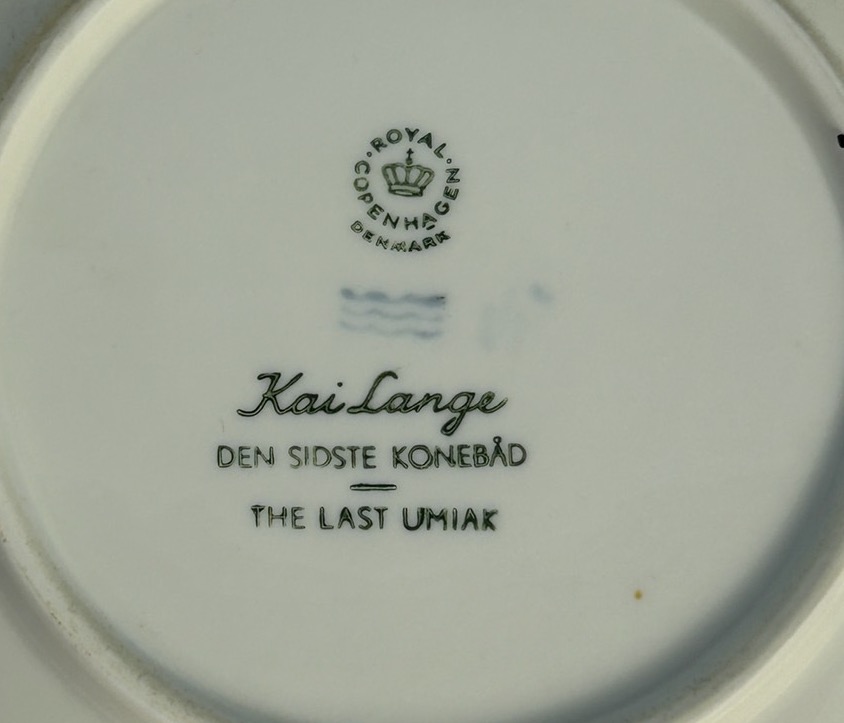 ROYAL
COPENHAGEN
DENMARK
Kai Lange
DEN SIDSTE KONEBÅD
THE LAST UMIAK